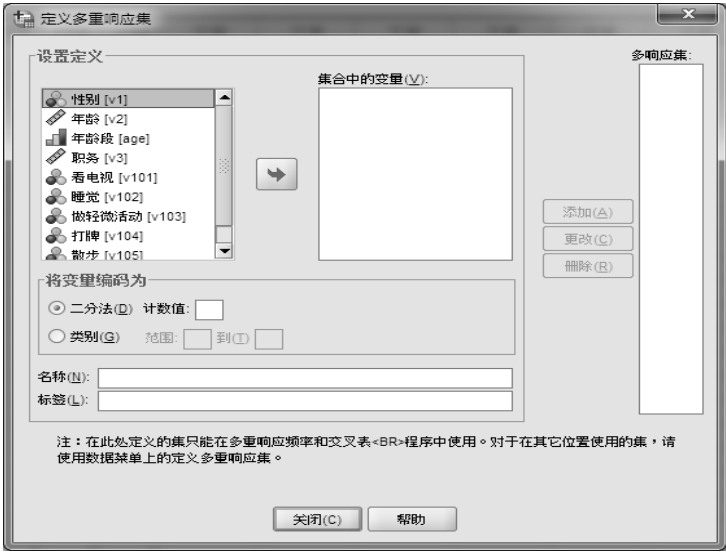 定义多重响应集
设置定义
性别 [v1]
年龄 [v2]
年龄段 [age]
职务 [v3]
看电视 [v101]
睡觉 [v102]
做轻微活动 [v103]
打牌 [v104]
散步 [v105]
集合中的变量(V):
多响应集:
添加(A)
更改(C)
删除(R)
将变量编码为
二分法(D) 计数值:
类别(G) 范围: 到(T)
名称(N):
标签(L):
注：在此处定义的集只能在多重响应频率和交叉表<BR>程序中使用。对于在其它位置使用的集，请
使用数据菜单上的定义多重响应集。
关闭(C) 帮助